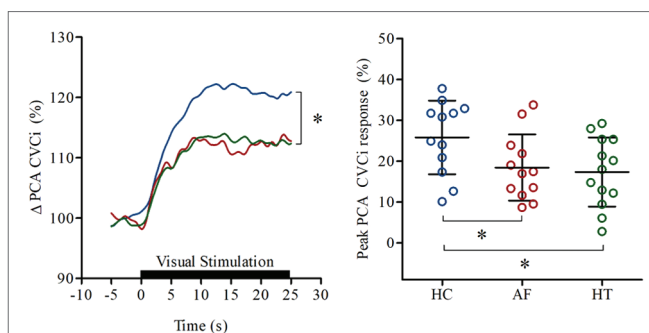 Δ PCA CVCi (%)
130
120
110
100
90
*
Visual Stimulation
-10 -5 0 5 10 15 20 25 30
Time (s)
Peak PCA CVCi response (%)
50
40
30
20
10
0
*
*
HC AF HT